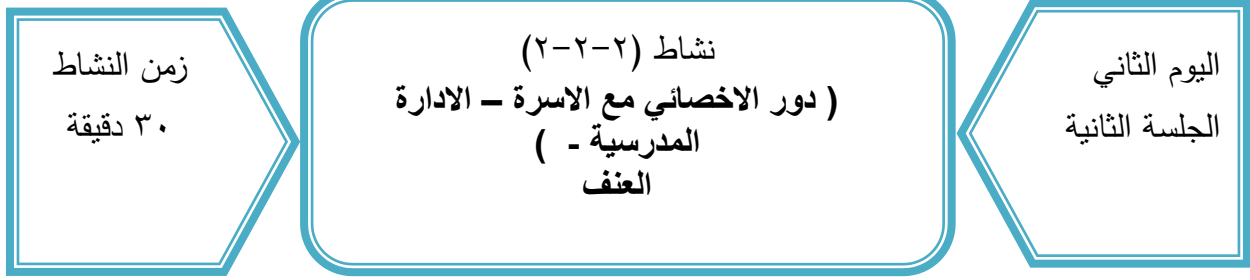 اليوم الثاني
الجلسة الثانية
نشاط (٢-٢-٢)
( دور الاخصائي مع الاسرة – الادارة
المدرسية - )
العنف
زمن النشاط
٣٠ دقيقة